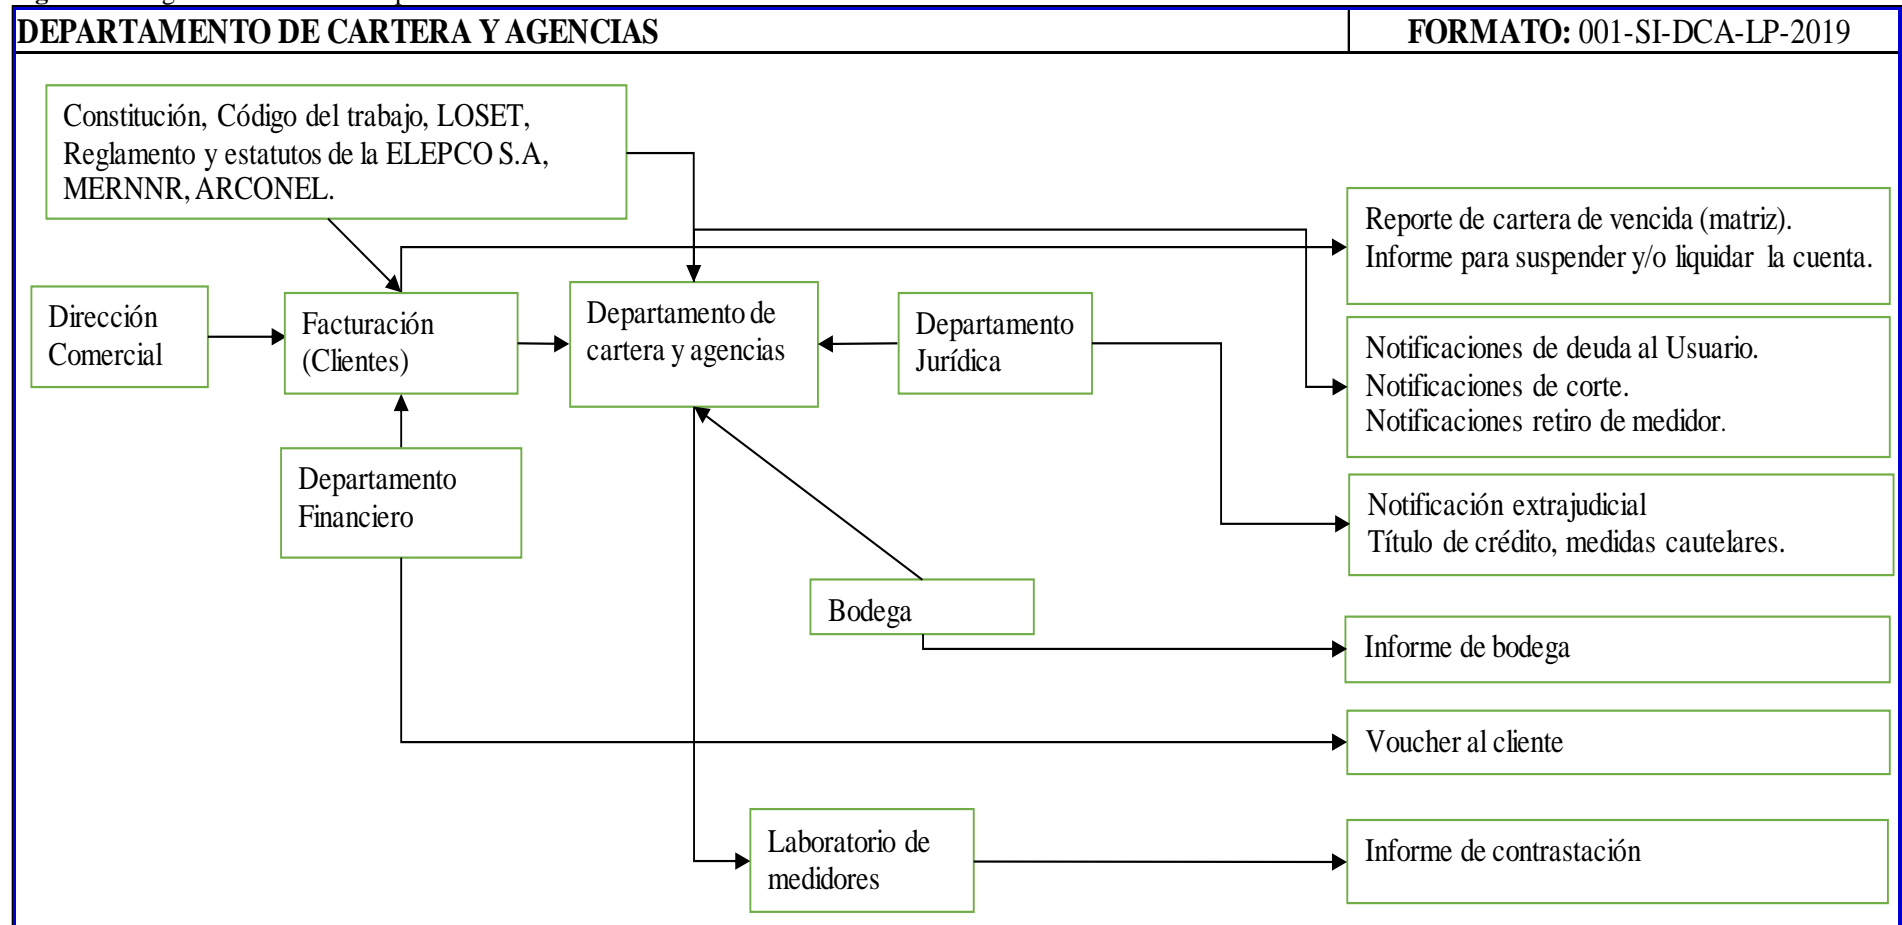 DEPARTAMENTO DE CARTERA Y AGENCIAS
FORMATO: 001-SI-DCA-LP-2019
Constitución, Código del trabajo, LOSET,
Reglamento y estatutos de la ELEPCO S.A,
MERNNR, ARCONEL.
Reporte de cartera de vencida (matriz).
Informe para suspender y/o liquidar la cuenta.
Dirección
Comercial
Facturación
(Clientes)
Departamento de
cartera y agencias
Departamento
Jurídica
Notificaciones de deuda al Usuario.
Notificaciones de corte.
Notificaciones retiro de medidor.
Departamento
Financiero
Notificación extrajudicial
Título de crédito, medidas cautelares.
Bodega
Informe de bodega
Voucher al cliente
Laboratorio de
medidores
Informe de contrastación